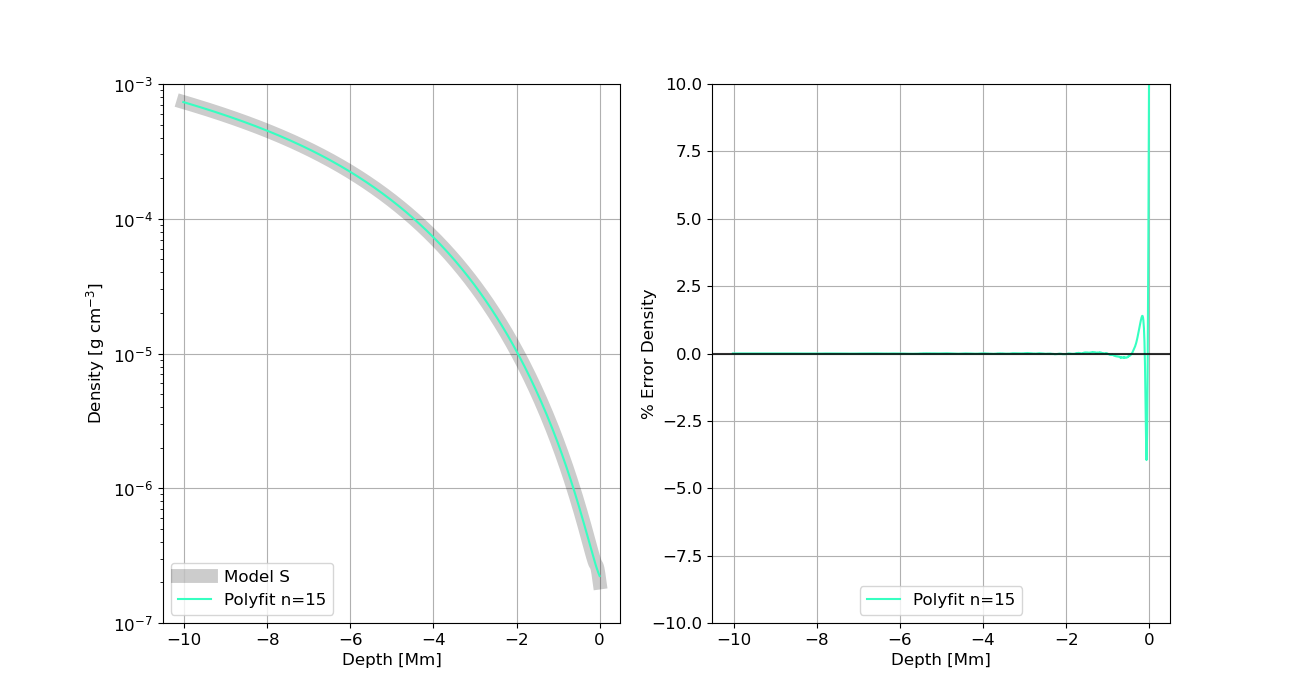 10⁻³
10⁻⁴
10⁻⁵
10⁻⁶
10⁻⁷
Density [g cm⁻³]
Model S
Polyfit n=15
−10 −8 −6 −4 −2 0
Depth [Mm]
10.0
7.5
5.0
2.5
0.0
−2.5
−5.0
−7.5
−10.0
% Error Density
Polyfit n=15
−10 −8 −6 −4 −2 0
Depth [Mm]